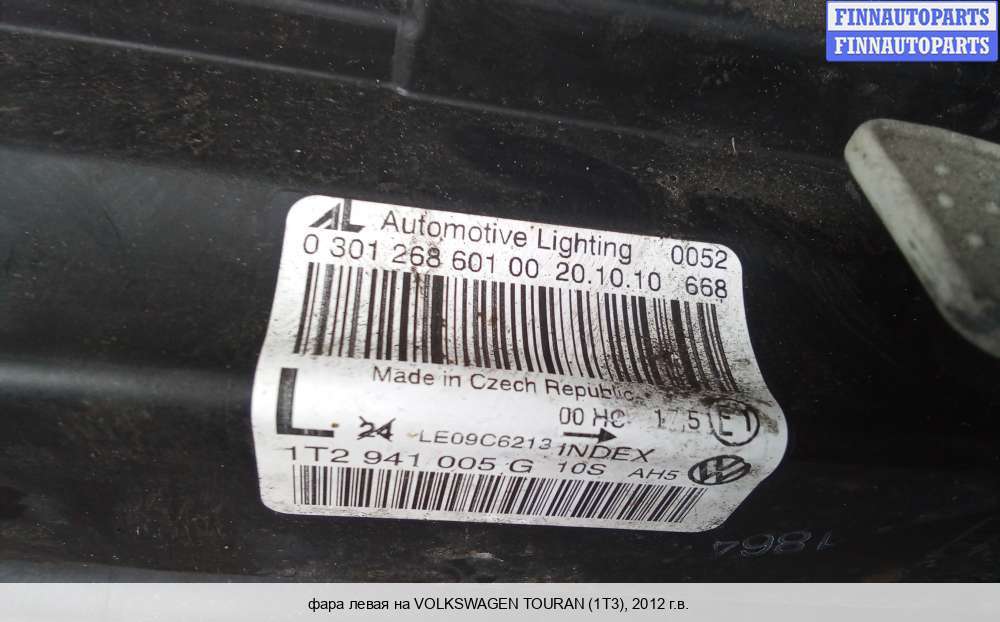 FINNAUTOPARTS
FINNAUTOPARTS
AL Automotive Lighting 0052
0 301 268 601 00 20.10.10 668
Made in Czech Republic
L 24 LE09C6213 00 HC 17,5 E1
INDEX
1T2 941 005 G 10S AH5
1864
фара левая на VOLKSWAGEN TOURAN (1T3), 2012 г.в.